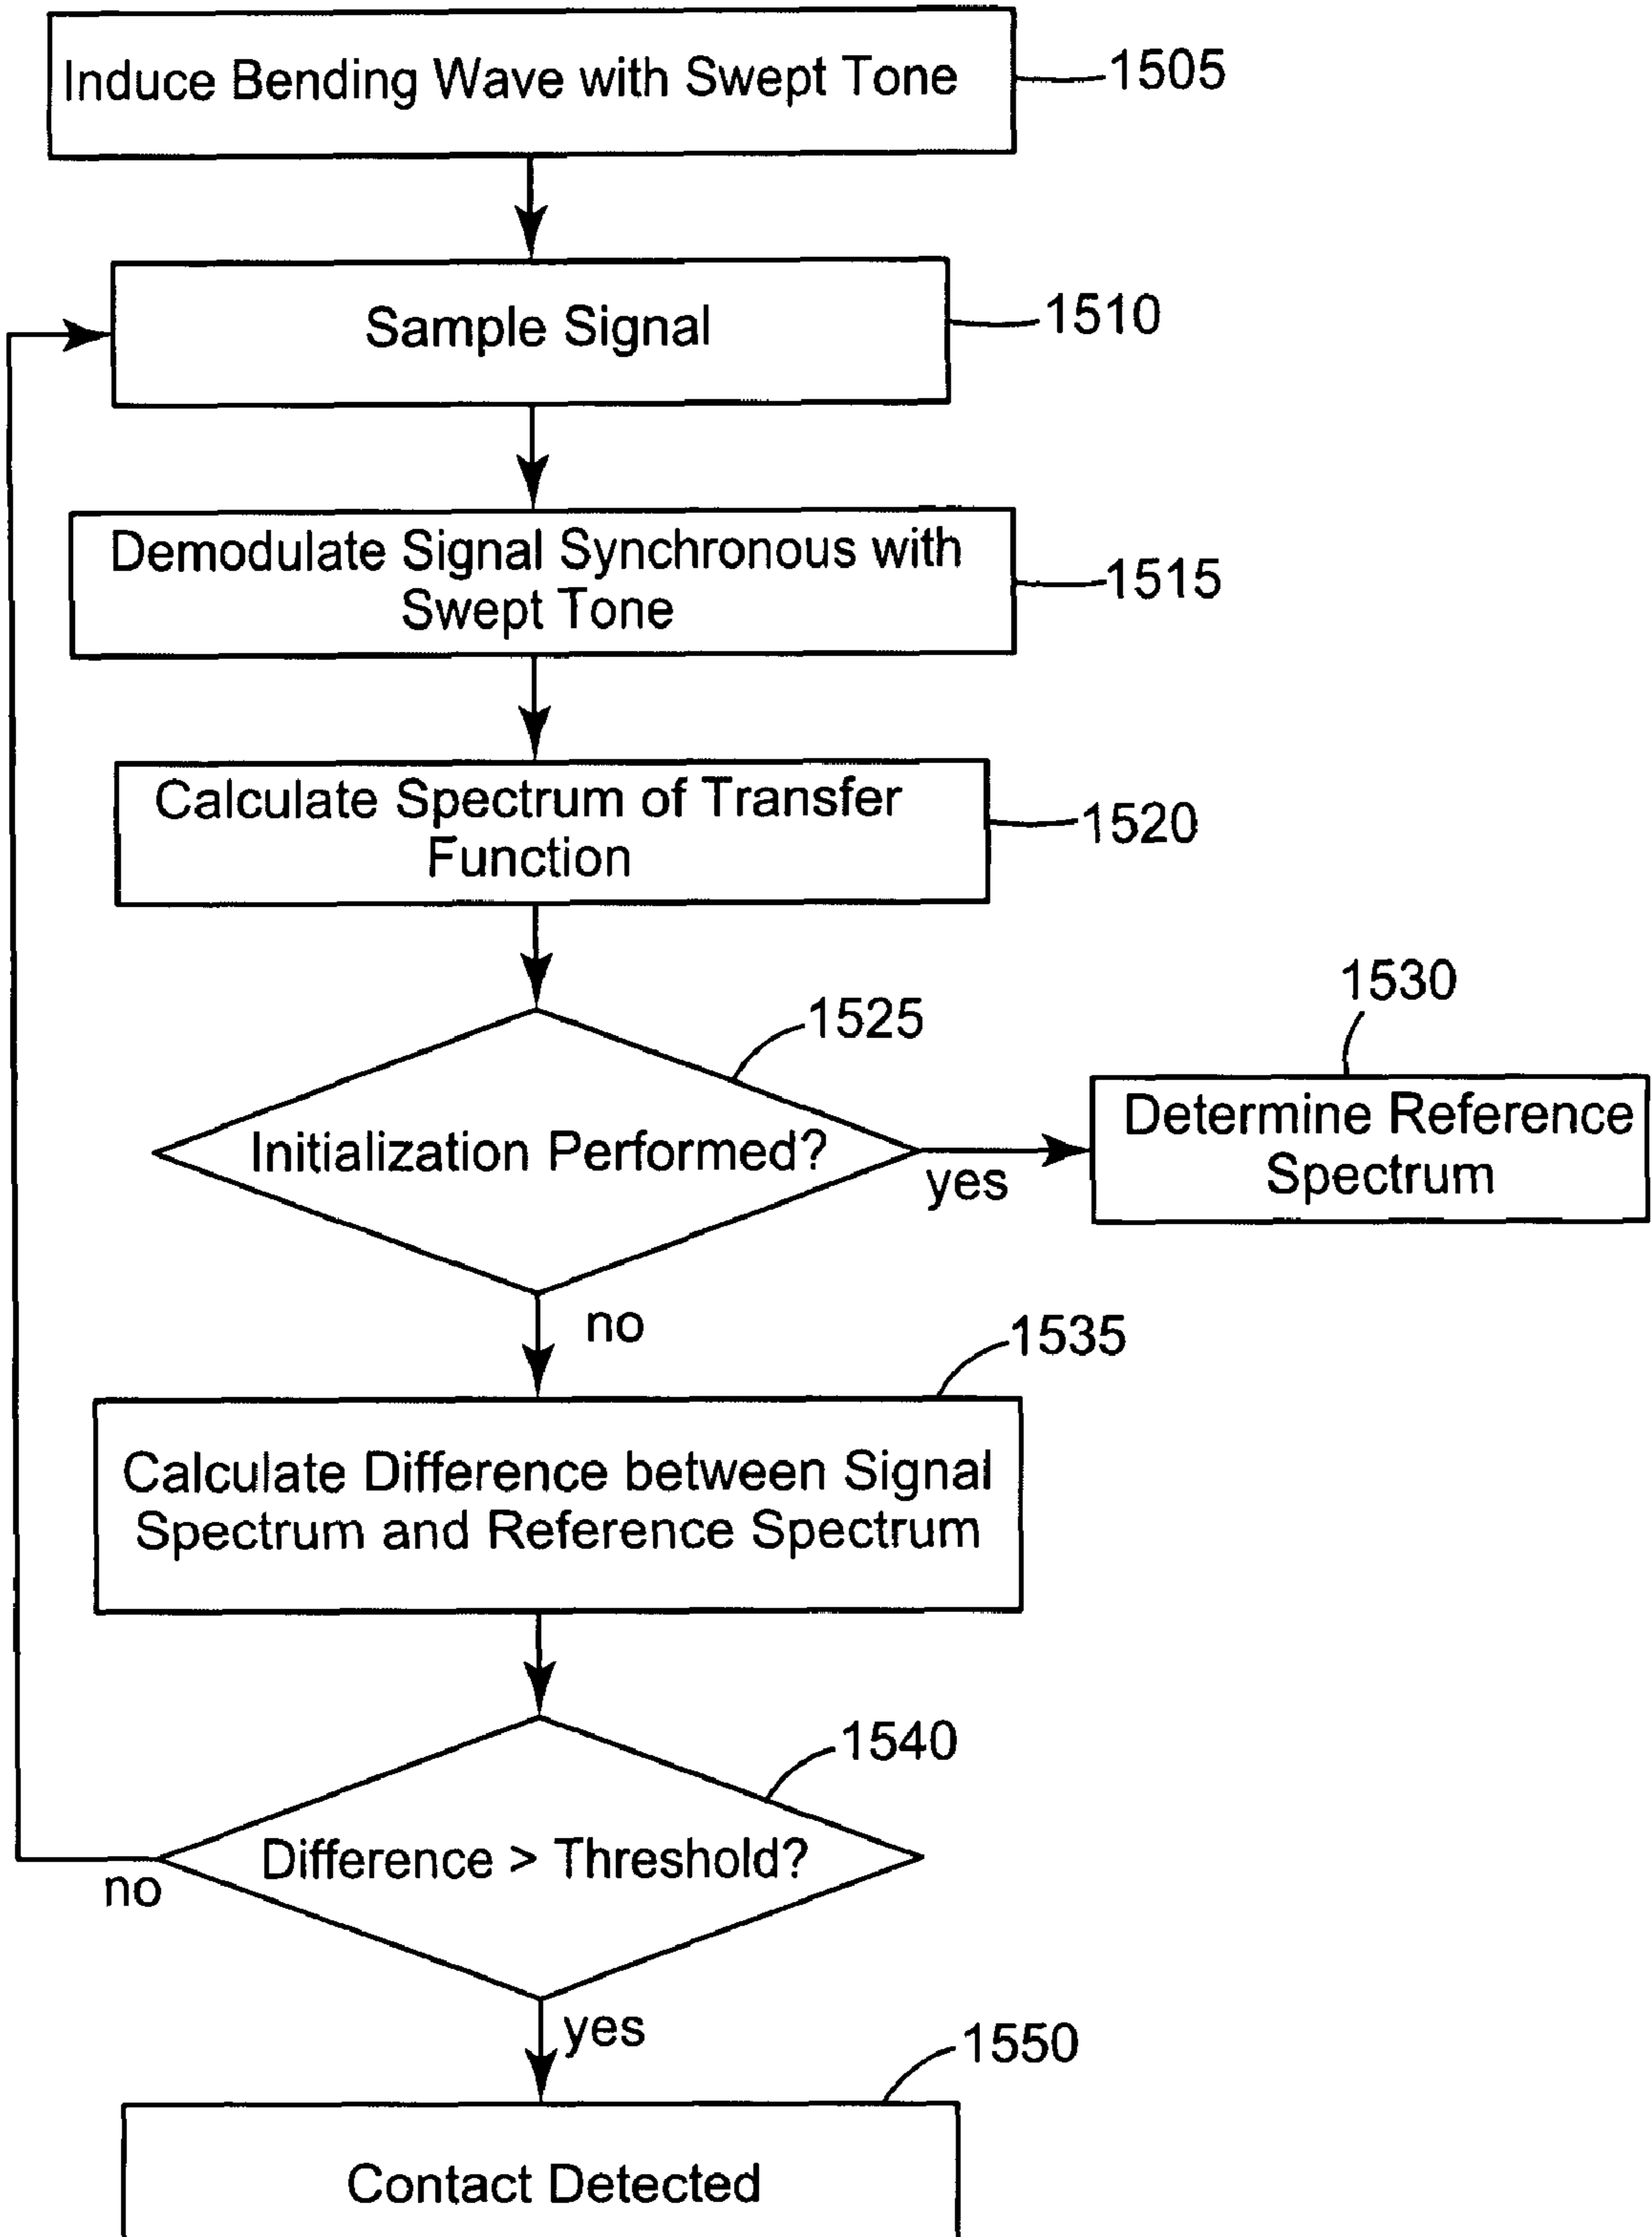 Induce Bending Wave with Swept Tone
1505
Sample Signal
1510
Demodulate Signal Synchronous with
Swept Tone
1515
Calculate Spectrum of Transfer
Function
1520
1525
Initialization Performed?
yes
1530
Determine Reference
Spectrum
no
1535
Calculate Difference between Signal
Spectrum and Reference Spectrum
1540
Difference > Threshold?
no
yes
1550
Contact Detected